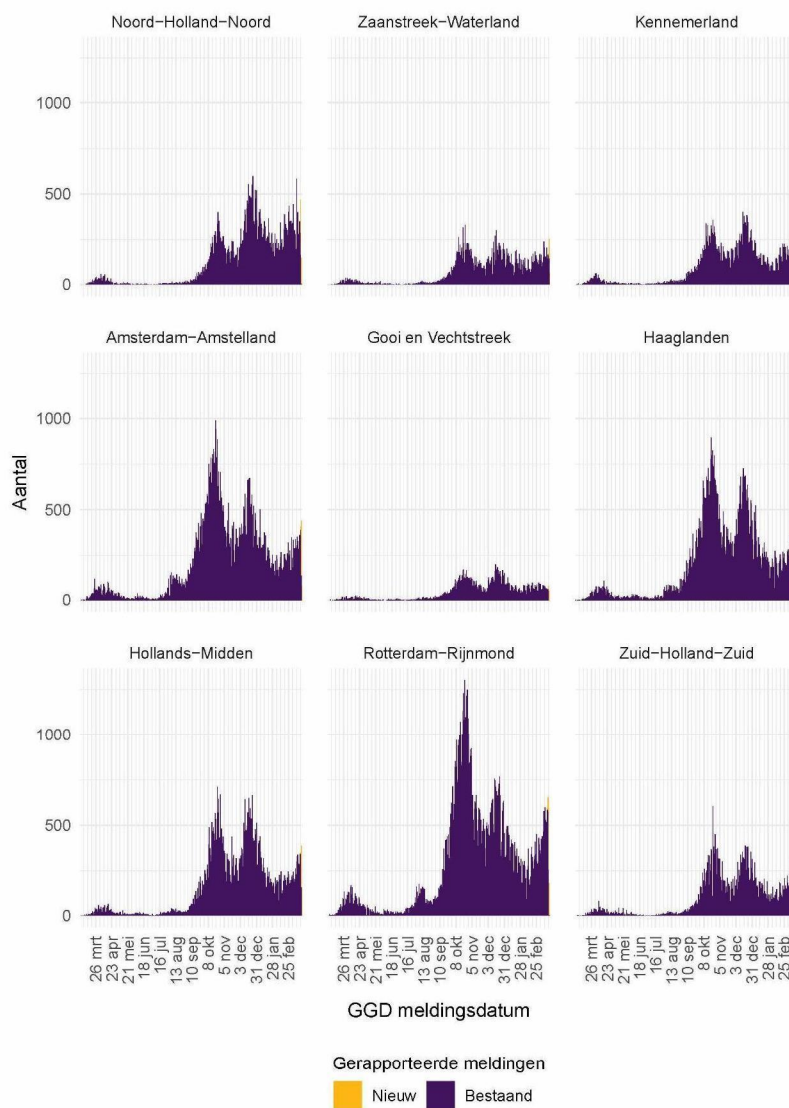 Noord-Holland-Noord
Zaanstreek-Waterland
Kennemerland
1000
500
0
Amsterdam-Amstelland
Gooi en Vechtstreek
Haaglanden
1000
500
0
Aantal
Hollands-Midden
Rotterdam-Rijnmond
Zuid-Holland-Zuid
1000
500
0
26 mrt
23 apr
21 mei
18 jun
16 jul
13 aug
10 sep
8 okt
5 nov
3 dec
31 dec
28 jan
25 feb
26 mrt
23 apr
21 mei
18 jun
16 jul
13 aug
10 sep
8 okt
5 nov
3 dec
31 dec
28 jan
25 feb
26 mrt
23 apr
21 mei
18 jun
16 jul
13 aug
10 sep
8 okt
5 nov
3 dec
31 dec
28 jan
25 feb
GGD meldingsdatum
Gerapporteerde meldingen
Nieuw
Bestaand